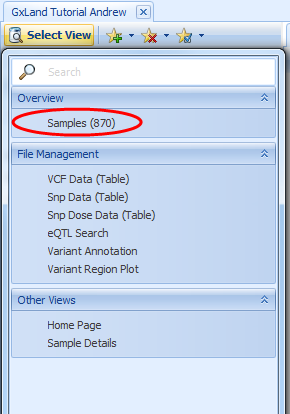 GxLand Tutorial Andrew
Select View
Search
Overview
Samples (870)
File Management
VCF Data (Table)
Snp Data (Table)
Snp Dose Data (Table)
eQTL Search
Variant Annotation
Variant Region Plot
Other Views
Home Page
Sample Details